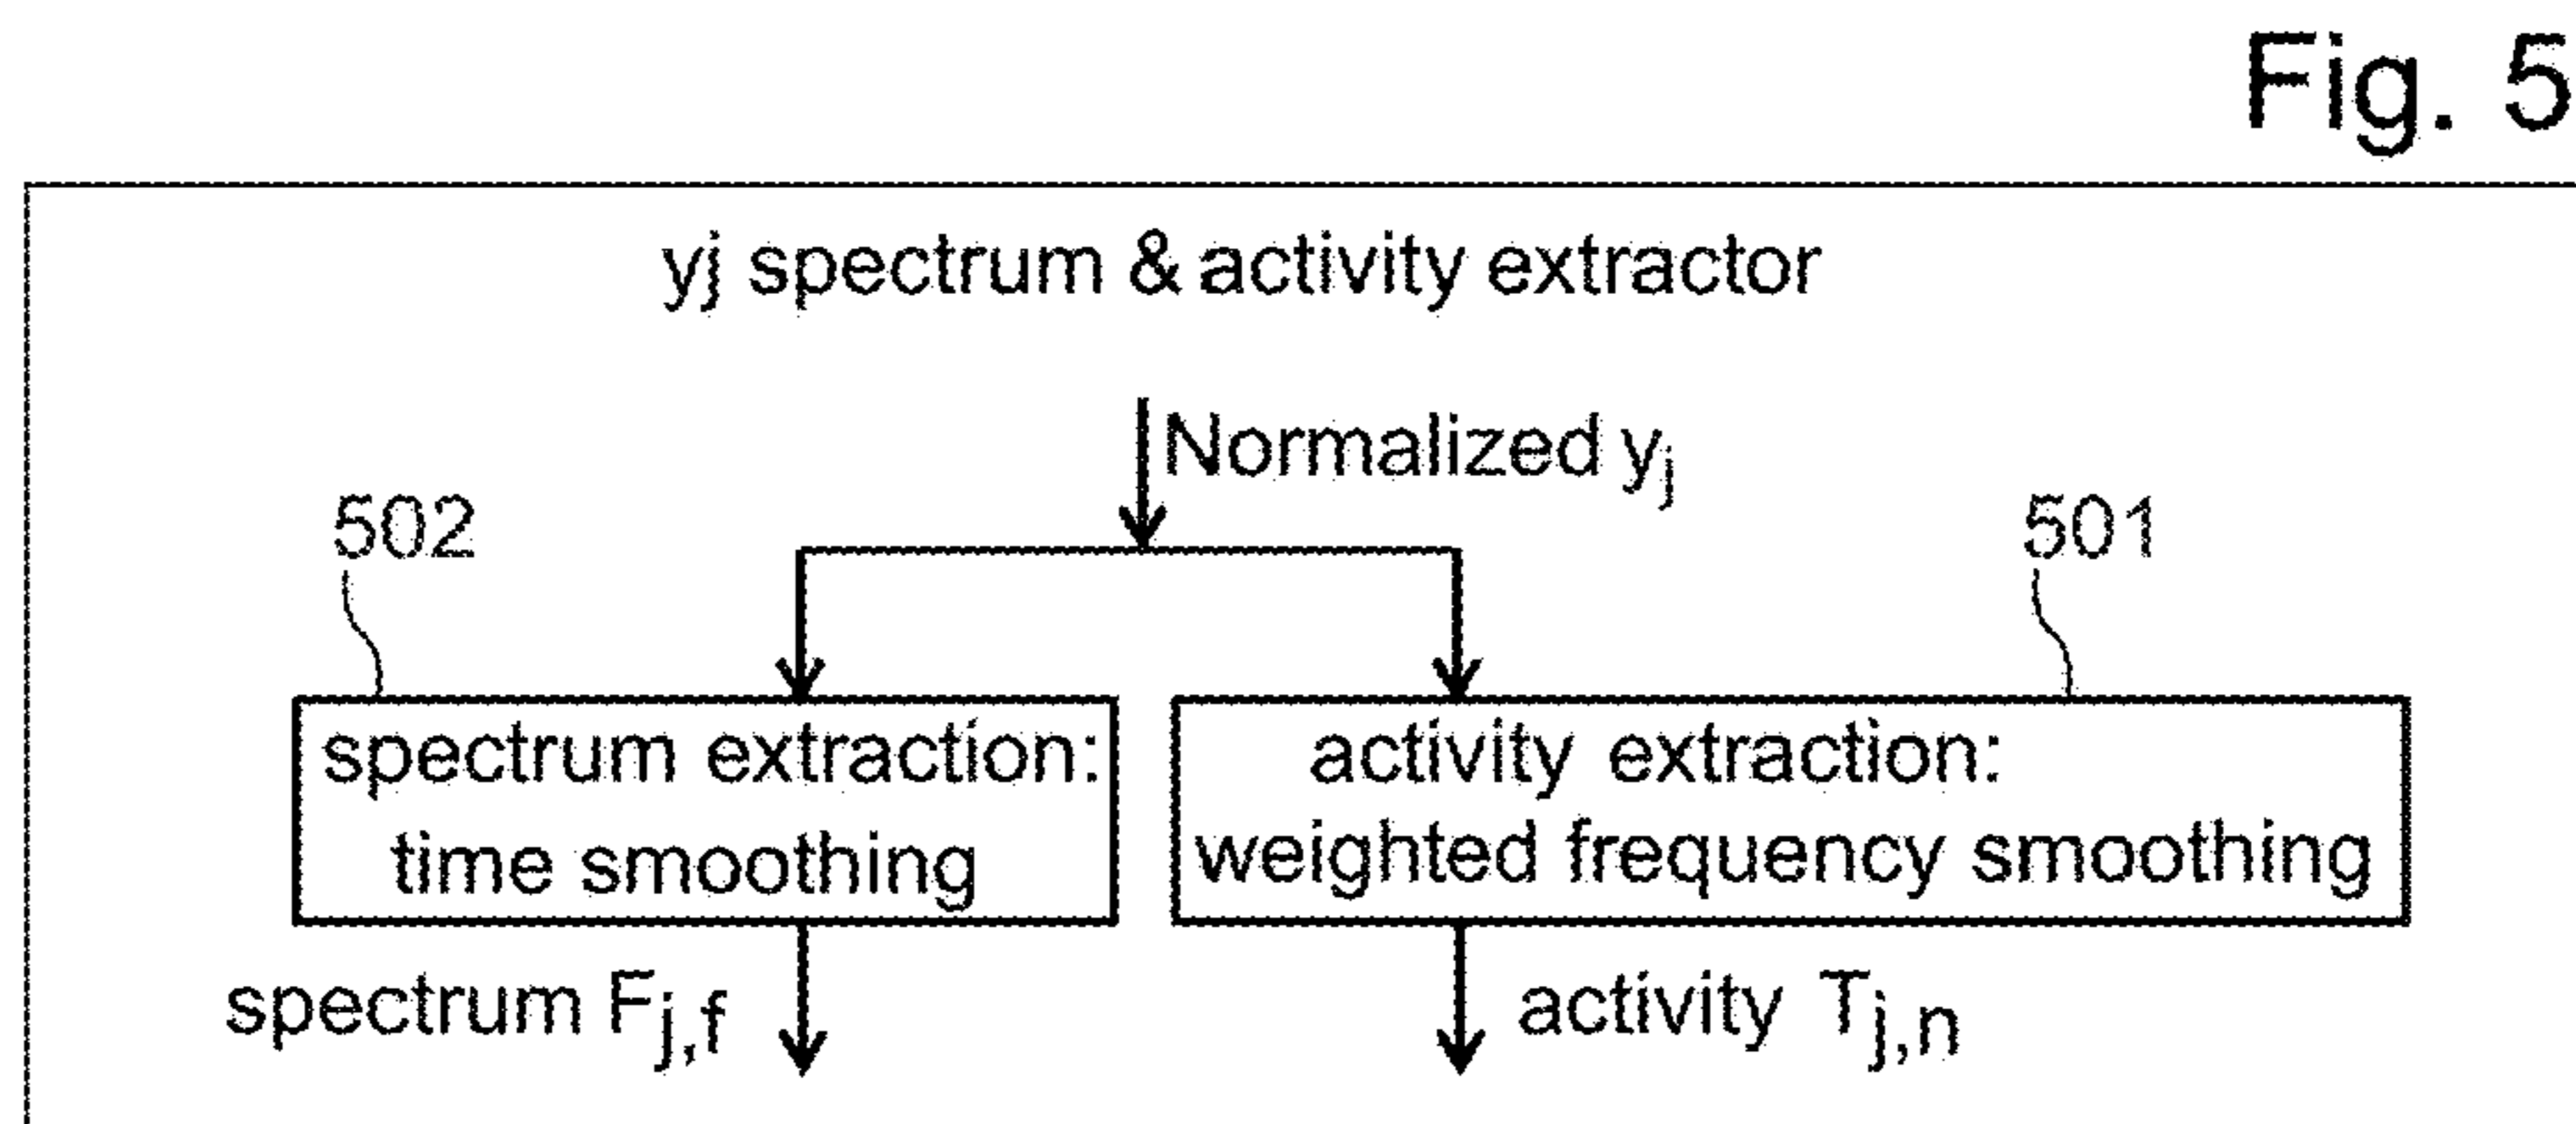 Fig. 5
yj spectrum & activity extractor
Normalized yj
502
501
spectrum extraction:
time smoothing
activity extraction:
weighted frequency smoothing
spectrum Fj,f
activity Tj,n